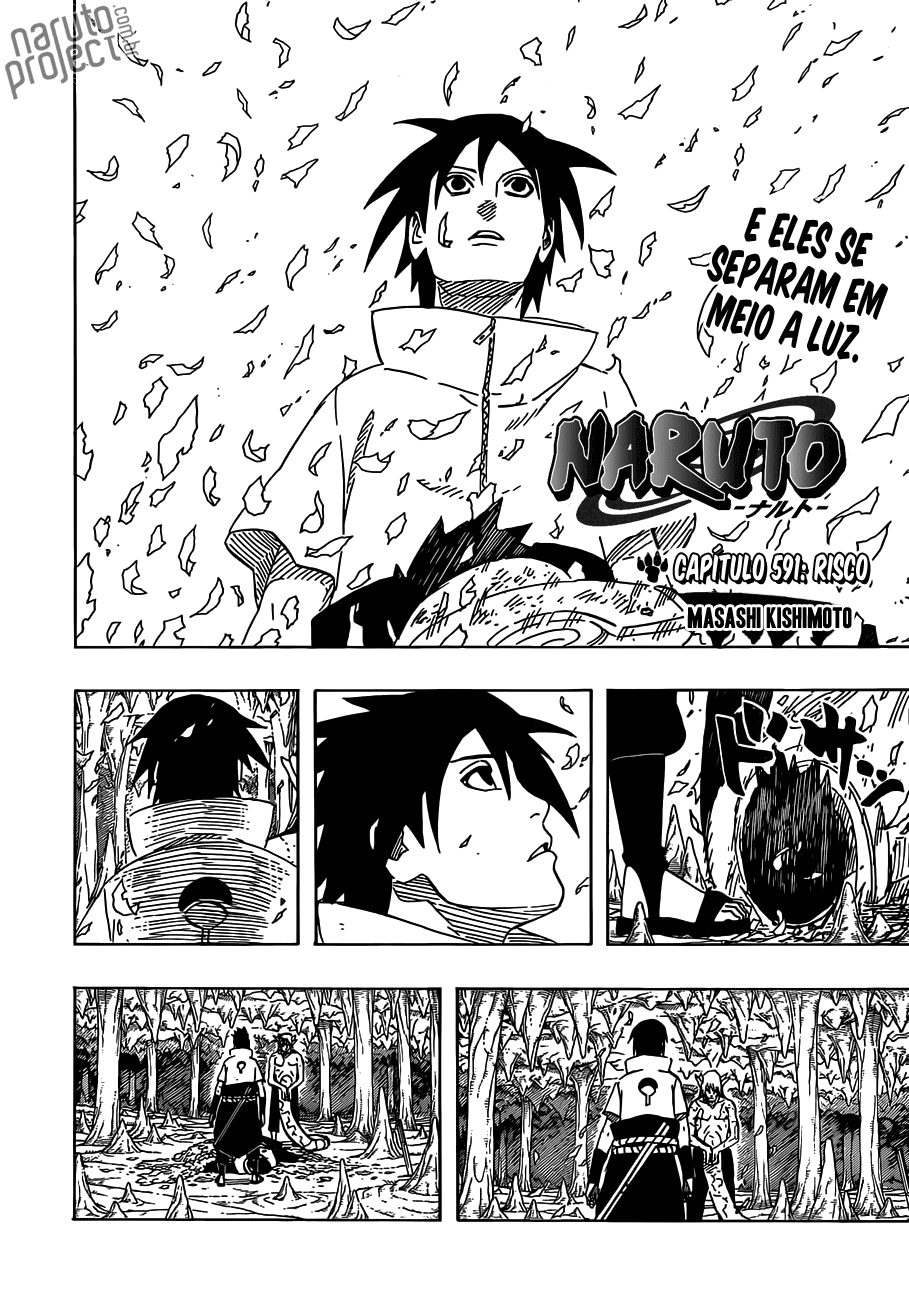 naruto
project
.com.br
E ELES SE
SEPARAM EM
MEIO A LUZ.
NARUTO
-ナルト-
CAPÍTULO 591: RISCO
MASASHI KISHIMOTO
ドサッ